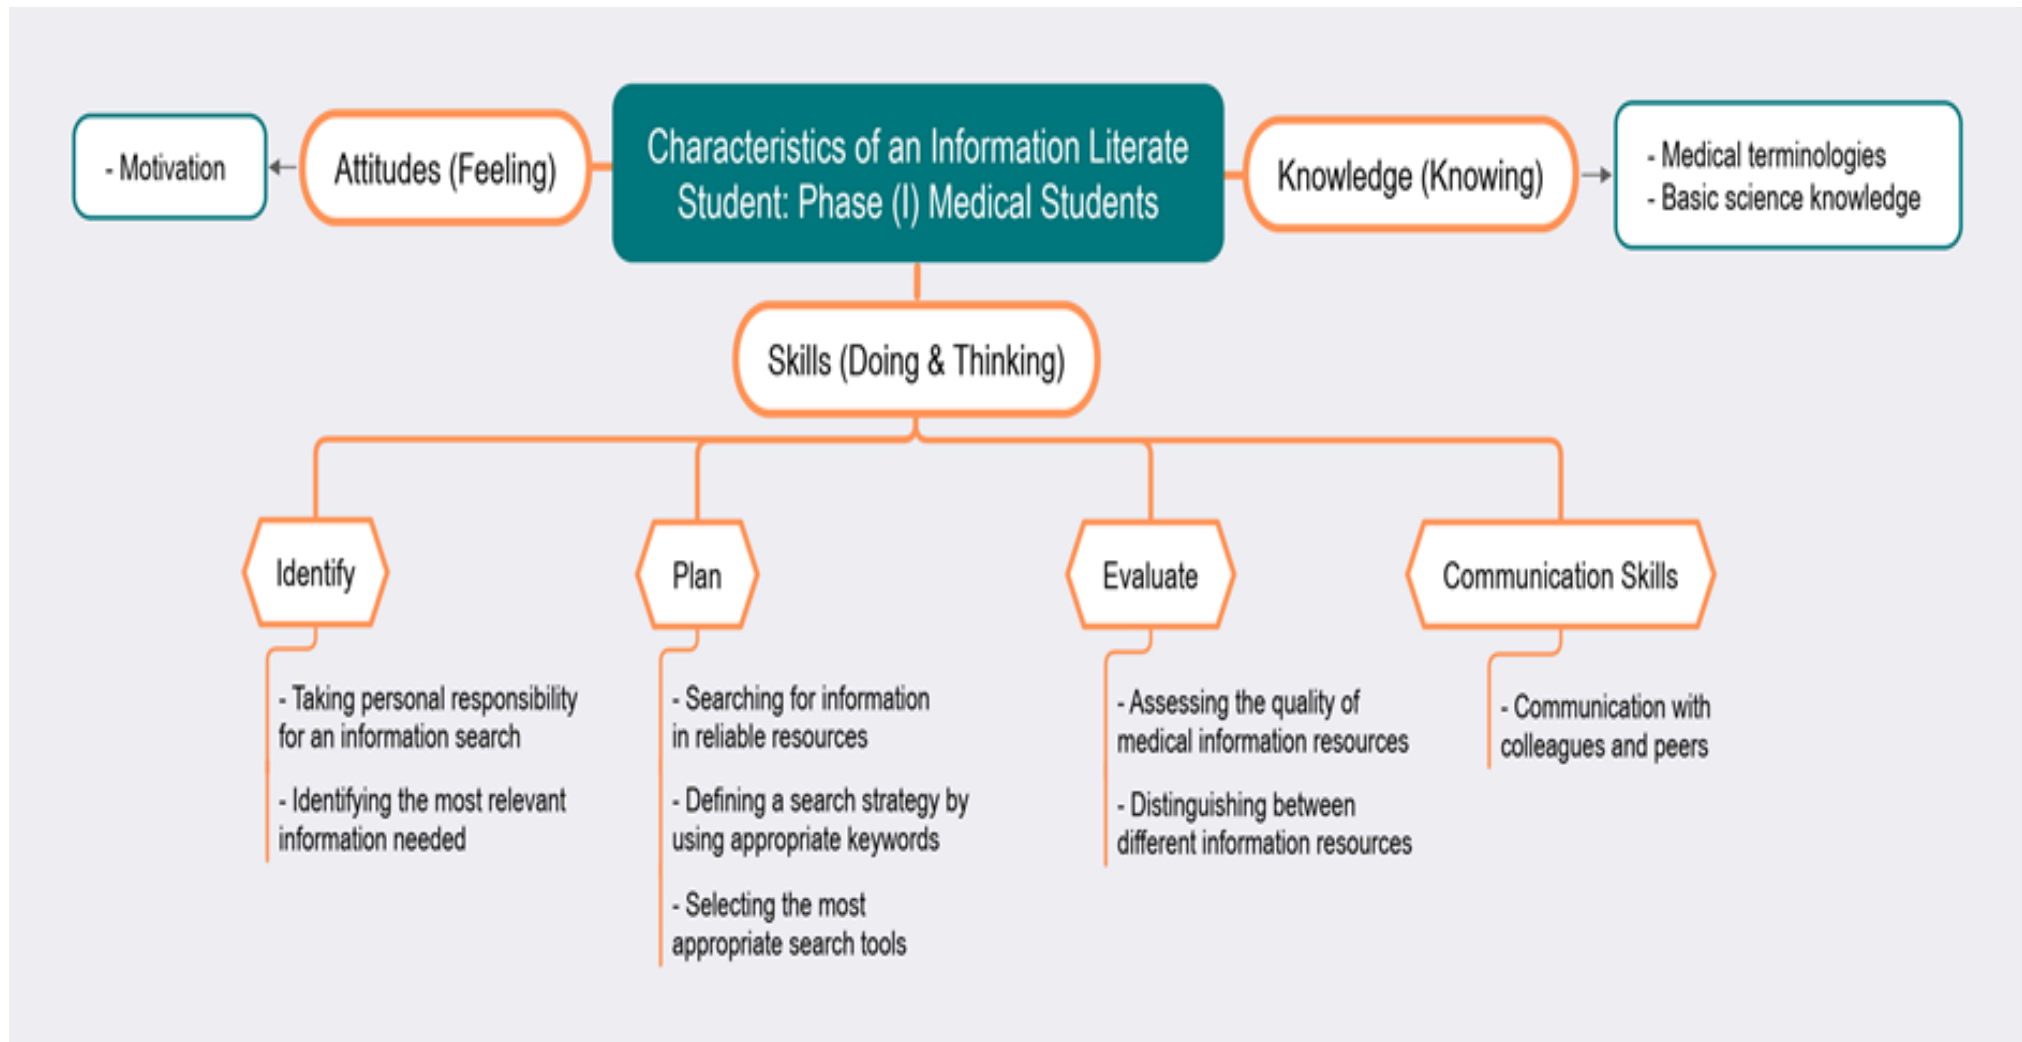 Characteristics of an Information Literate
Student: Phase (I) Medical Students
Attitudes (Feeling)
- Motivation
Knowledge (Knowing)
- Medical terminologies
- Basic science knowledge
Skills (Doing & Thinking)
Identify
- Taking personal responsibility
for an information search
- Identifying the most relevant
information needed
Plan
- Searching for information
in reliable resources
- Defining a search strategy by
using appropriate keywords
- Selecting the most
appropriate search tools
Evaluate
- Assessing the quality of
medical information resources
- Distinguishing between
different information resources
Communication Skills
- Communication with
colleagues and peers